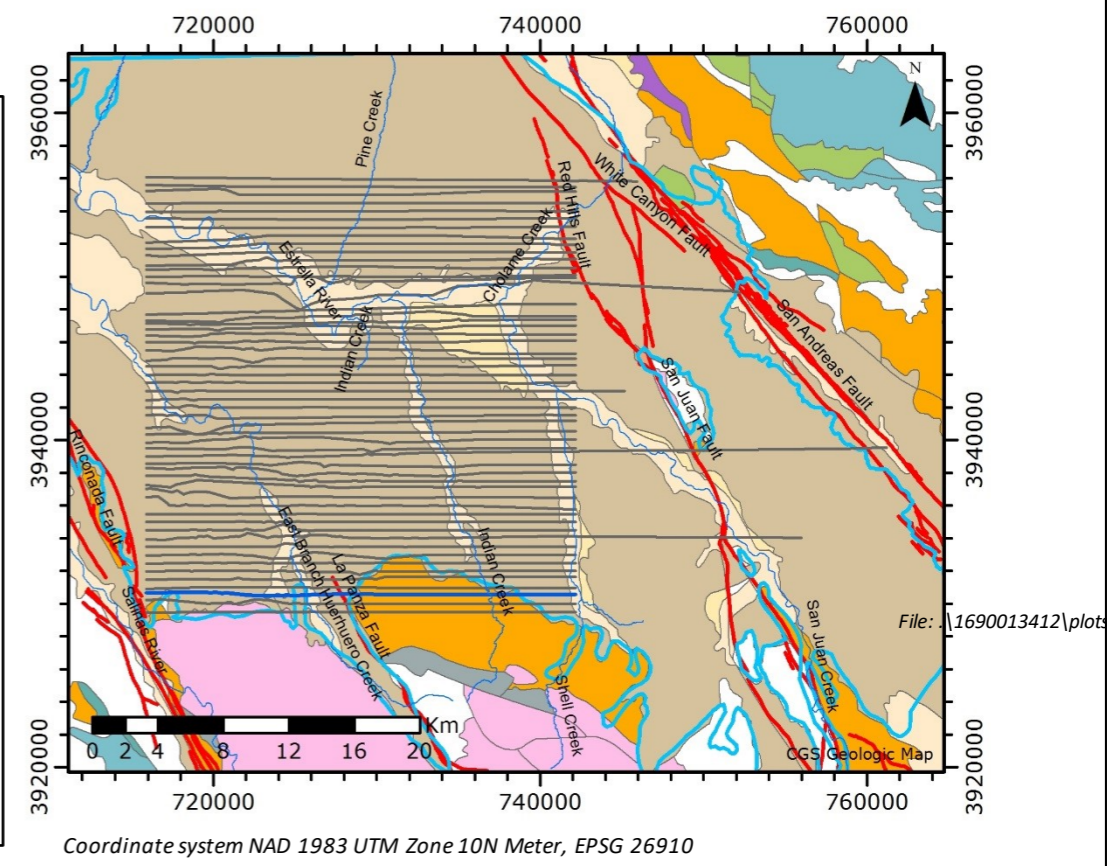 720000 740000 760000
3960000
3960000
N
Pine Creek
White Canyon Fault
Red Hills Fault
Cholame Creek
Estrella River
Indian Creek
San Andreas Fault
San Juan Fault
3940000
3940000
Rinconada Fault
East Branch Huerhuero Creek
La Panza Fault
Indian Creek
Salinas River
San Juan Creek
File: .\1690013412\plots
Shell Creek
Km
0 2 4 8 12 16 20
CGS Geologic Map
3920000
3920000
720000 740000 760000
Coordinate system NAD 1983 UTM Zone 10N Meter, EPSG 26910